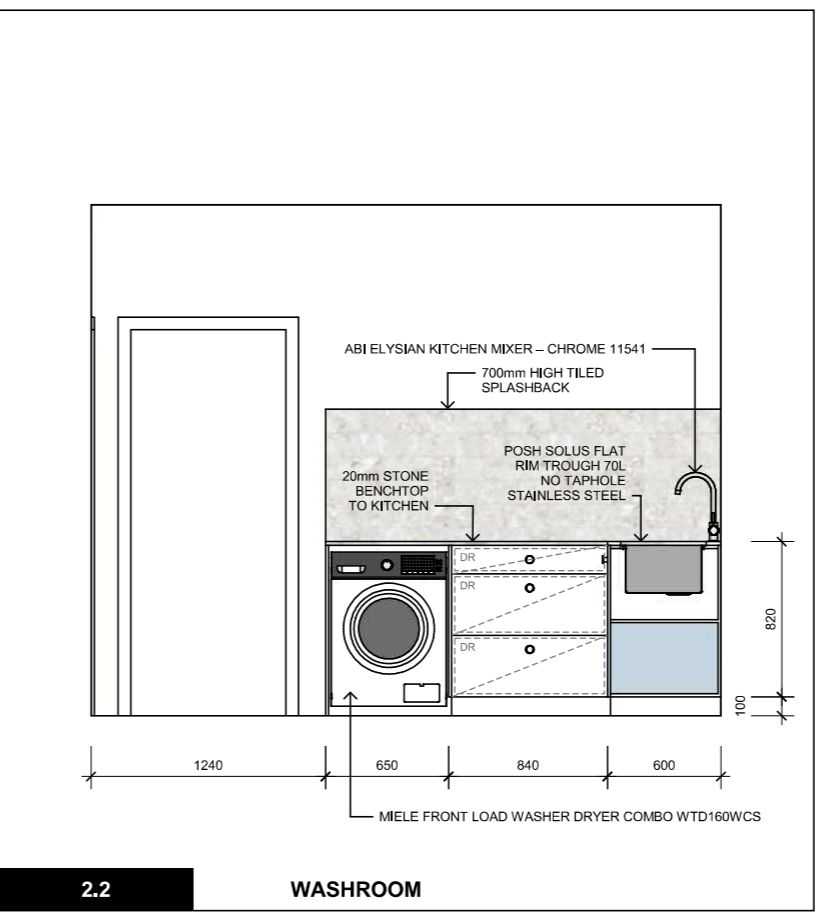 ABI ELYSIAN KITCHEN MIXER – CHROME 11541
700mm HIGH TILED
SPLASHBACK
POSH SOLUS FLAT
RIM TROUGH 70L
NO TAPHOLE
STAINLESS STEEL
20mm STONE
BENCHTOP
TO KITCHEN
DR
DR
DR
820
100
1240
650
840
600
MIELE FRONT LOAD WASHER DRYER COMBO WTD160WCS
2.2
WASHROOM